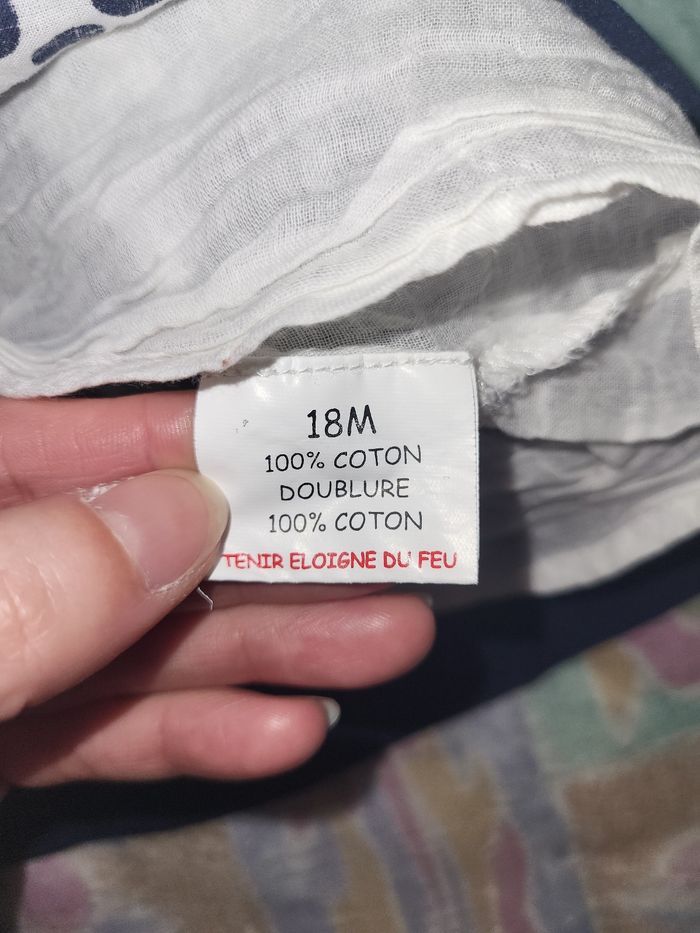 18M
100% COTON
DOUBLURE
100% COTON
TENIR ELOIGNE DU FEU